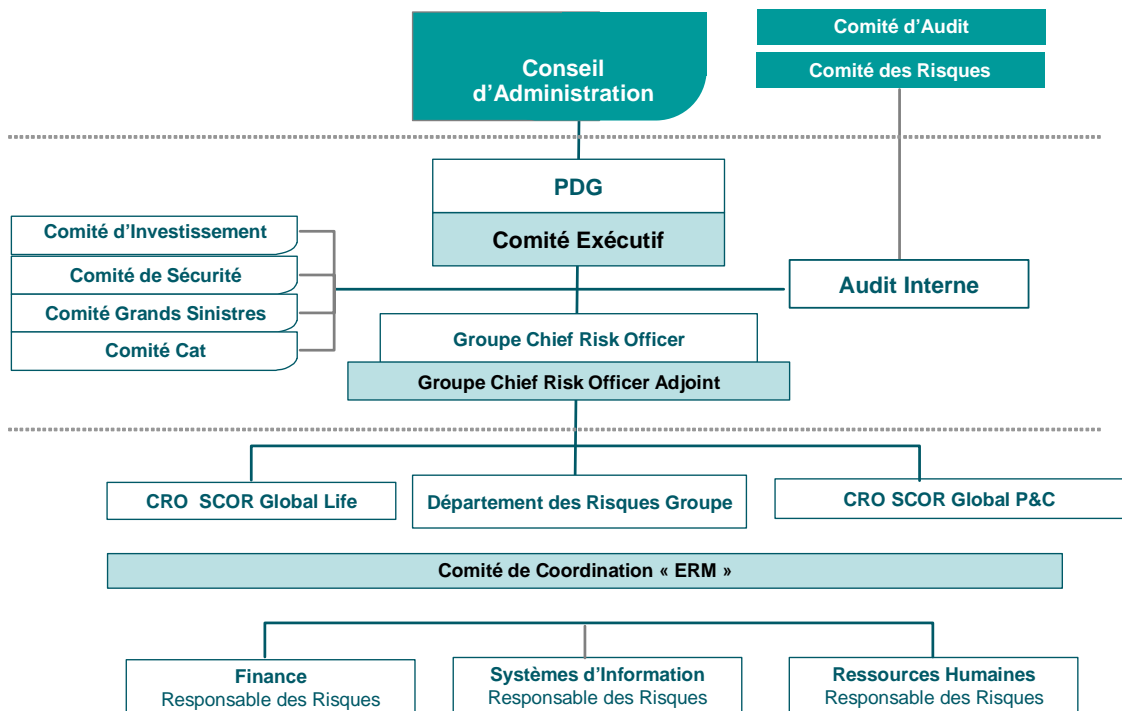 Comité d'Audit
Conseil
d'Administration
Comité des Risques
PDG
Comité Exécutif
Comité d'Investissement
Comité de Sécurité
Comité Grands Sinistres
Comité Cat
Audit Interne
Groupe Chief Risk Officer
Groupe Chief Risk Officer Adjoint
CRO SCOR Global Life
Département des Risques Groupe
CRO SCOR Global P&C
Comité de Coordination « ERM »
Finance
Responsable des Risques
Systèmes d'Information
Responsable des Risques
Ressources Humaines
Responsable des Risques